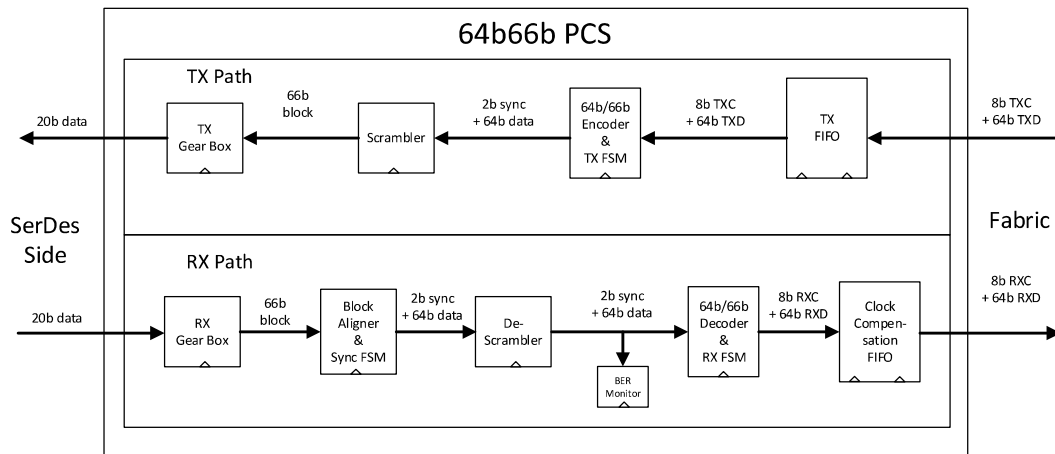 64b66b PCS
TX Path
20b data
TX
Gear Box
66b
block
Scrambler
2b sync
+ 64b data
64b/66b
Encoder
&
TX FSM
8b TXC
+ 64b TXD
TX
FIFO
8b TXC
+ 64b TXD
SerDes
Side
Fabric
RX Path
20b data
RX
Gear Box
66b
block
Block
Aligner
&
Sync FSM
2b sync
+ 64b data
De-
Scrambler
2b sync
+ 64b data
BER
Monitor
64b/66b
Decoder
&
RX FSM
8b RXC
+ 64b RXD
Clock
Compen-
sation
FIFO
8b RXC
+ 64b RXD